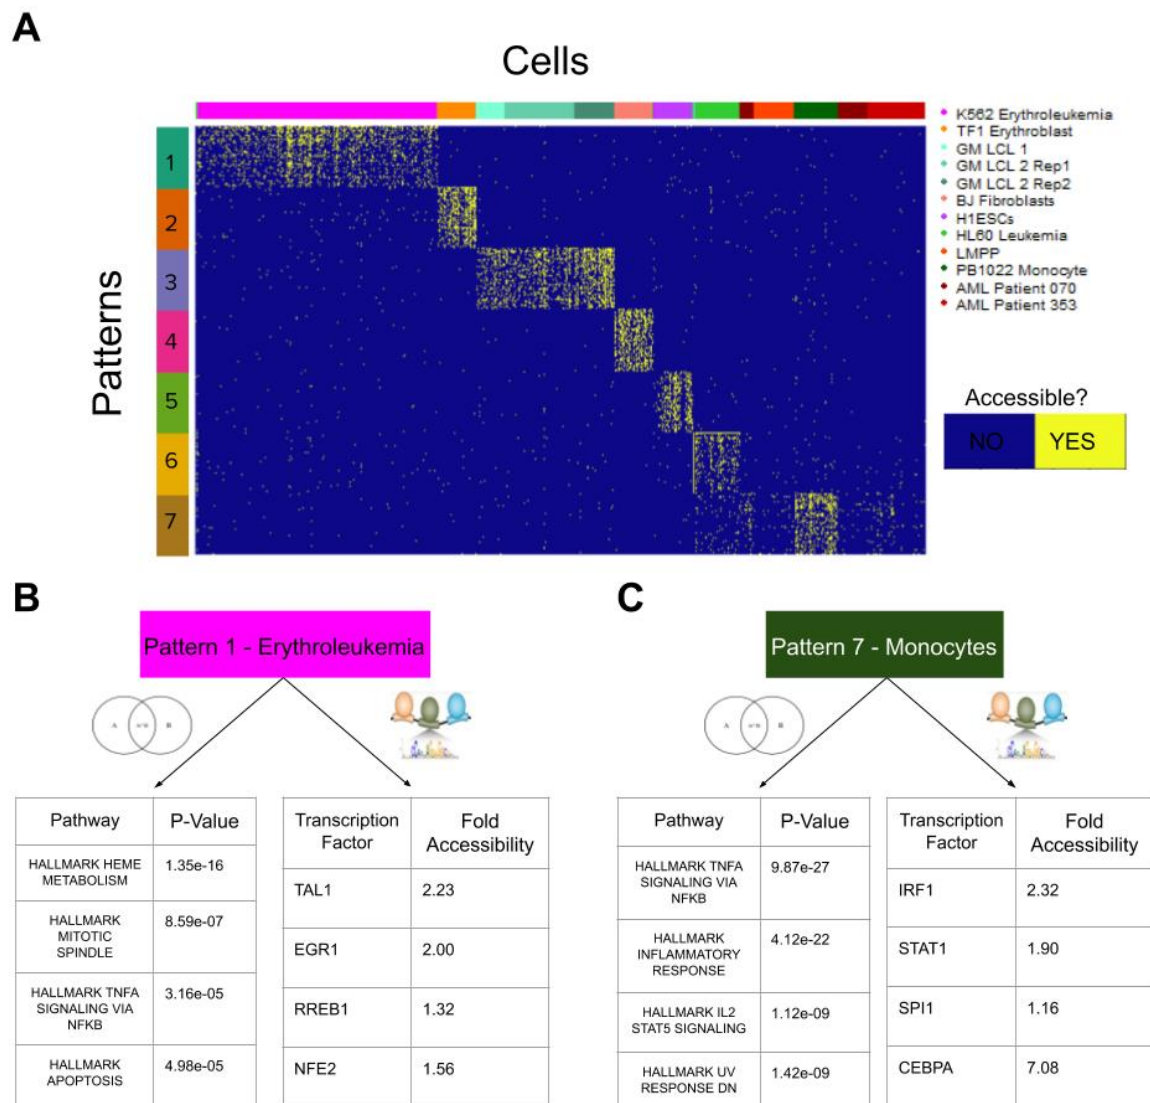 A
Cells
K562 Erythroleukemia
TF1 Erythroblast
GM LCL 1
GM LCL 2 Rep1
GM LCL 2 Rep2
BJ Fibroblasts
H1ESCs
HL60 Leukemia
LMPP
PB1022 Monocyte
AML Patient 070
AML Patient 353
Patterns
1
2
3
4
5
6
7
Accessible?
NO YES
B
Pattern 1 - Erythroleukemia
A
B
Pathway P-Value
HALLMARK HEME
METABOLISM
1.35e-16
HALLMARK
MITOTIC
SPINDLE
8.59e-07
HALLMARK TNFA
SIGNALING VIA
NFKB
3.16e-05
HALLMARK
APOPTOSIS
4.98e-05
Transcription
Factor
Fold
Accessibility
TAL1 2.23
EGR1 2.00
RREB1 1.32
NFE2 1.56
C
Pattern 7 - Monocytes
A
B
Pathway P-Value
HALLMARK TNFA
SIGNALING VIA
NFKB
9.87e-27
HALLMARK
INFLAMMATORY
RESPONSE
4.12e-22
HALLMARK IL2
STAT5 SIGNALING
1.12e-09
HALLMARK UV
RESPONSE DN
1.42e-09
Transcription
Factor
Fold
Accessibility
IRF1 2.32
STAT1 1.90
SPI1 1.16
CEBPA 7.08